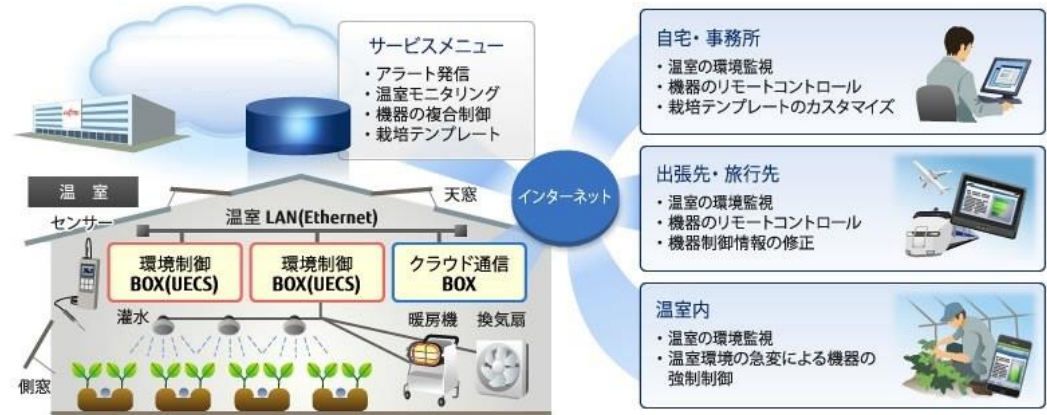 サービスメニュー
・アラート発信
・温室モニタリング
・機器の複合制御
・栽培テンプレート
FUJITSU
温 室
センサー
天窓
温室 LAN(Ethernet)
環境制御
BOX(UECS)
環境制御
BOX(UECS)
クラウド通信
BOX
灌水
暖房機
換気扇
側窓
インターネット
自宅・事務所
・温室の環境監視
・機器のリモートコントロール
・栽培テンプレートのカスタマイズ
出張先・旅行先
・温室の環境監視
・機器のリモートコントロール
・機器制御情報の修正
温室内
・温室の環境監視
・温室環境の急変による機器の
強制制御